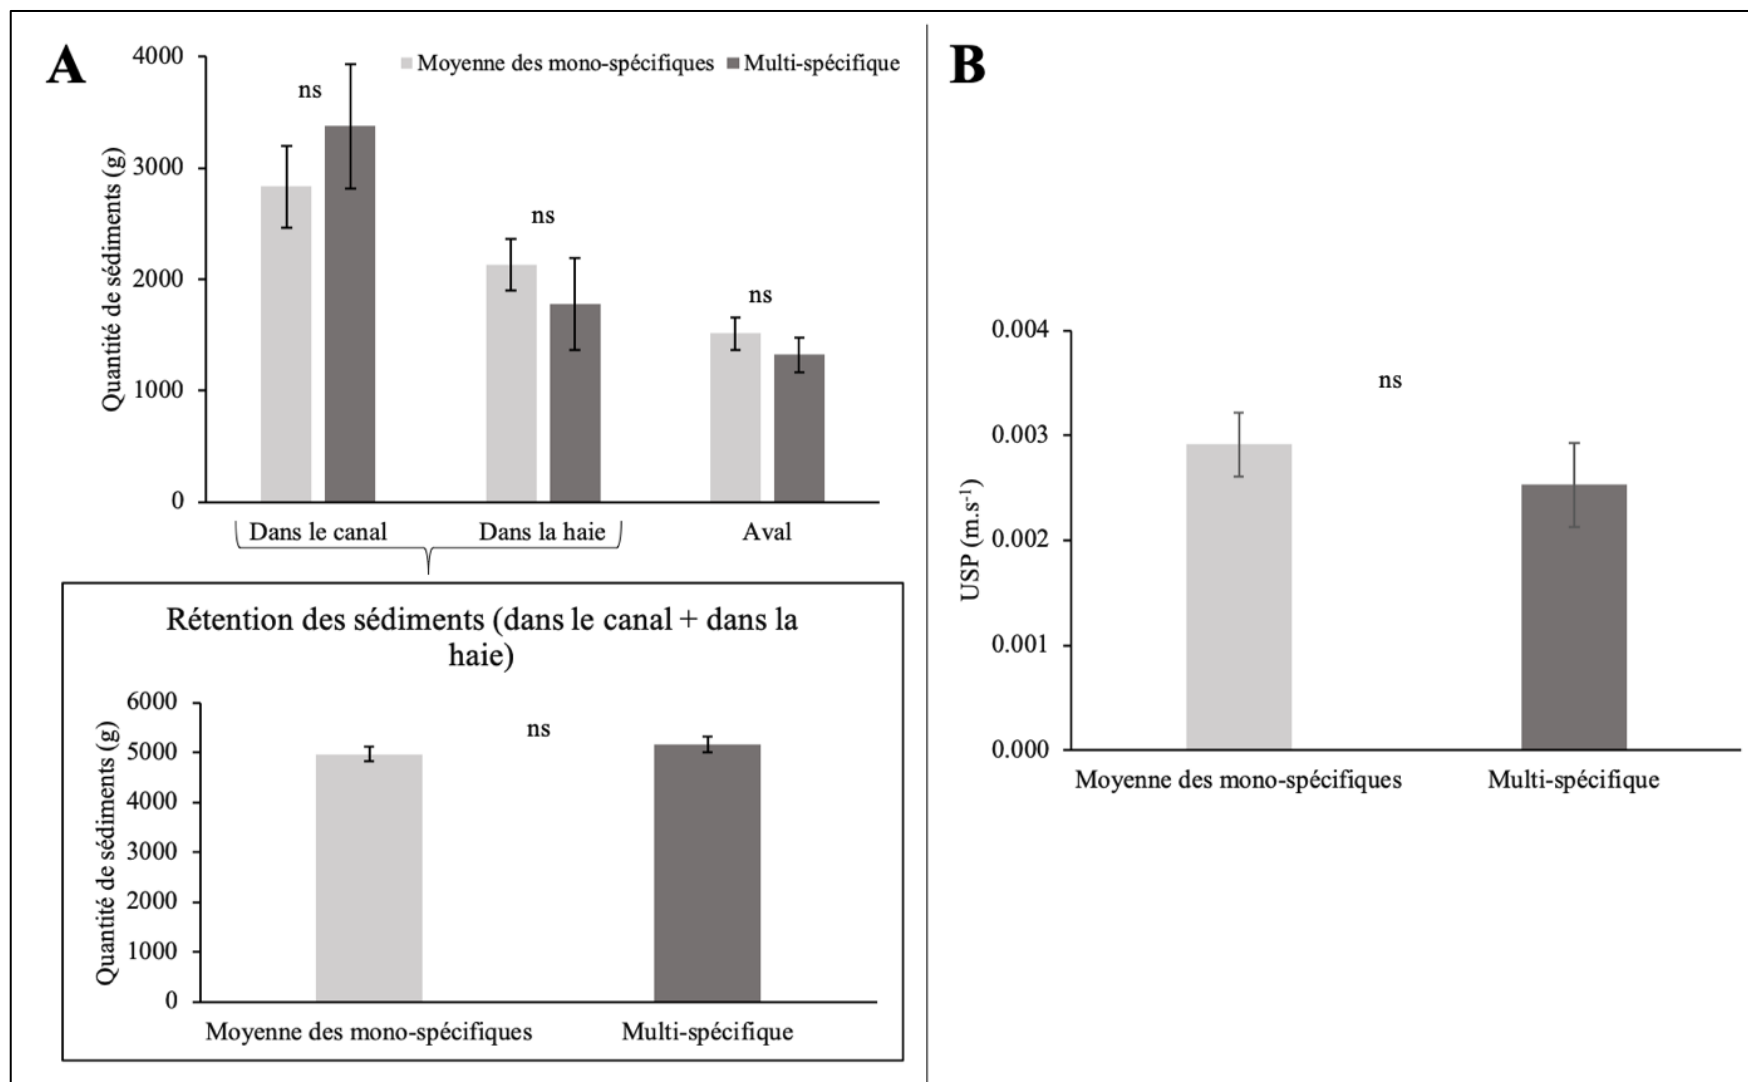 A
Moyenne des mono-spécifiques Multi-spécifique
Quantité de sédiments (g)
4000
3000
2000
1000
0
ns
ns
ns
Dans le canal Dans la haie Aval
Rétention des sédiments (dans le canal + dans la
haie)
Quantité de sédiments (g)
6000
5000
4000
3000
2000
1000
0
ns
Moyenne des mono-spécifiques Multi-spécifique
B
USP (m.s-1)
0.004
0.003
0.002
0.001
0.000
ns
Moyenne des mono-spécifiques Multi-spécifique